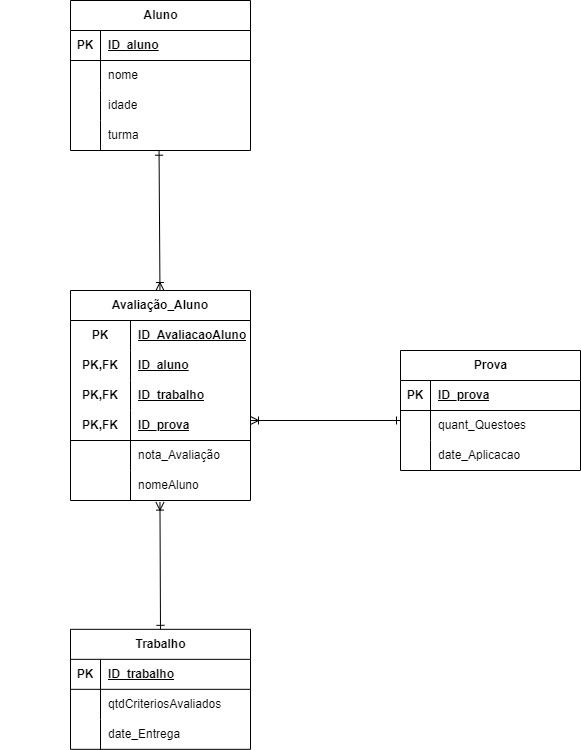 Aluno
PK ID_aluno
nome
idade
turma
Avaliação_Aluno
PK ID_AvaliacaoAluno
PK,FK ID_aluno
PK,FK ID_trabalho
PK,FK ID_prova
nota_Avaliação
nomeAluno
Prova
PK ID_prova
quant_Questoes
date_Aplicacao
Trabalho
PK ID_trabalho
qtdCriteriosAvaliados
date_Entrega